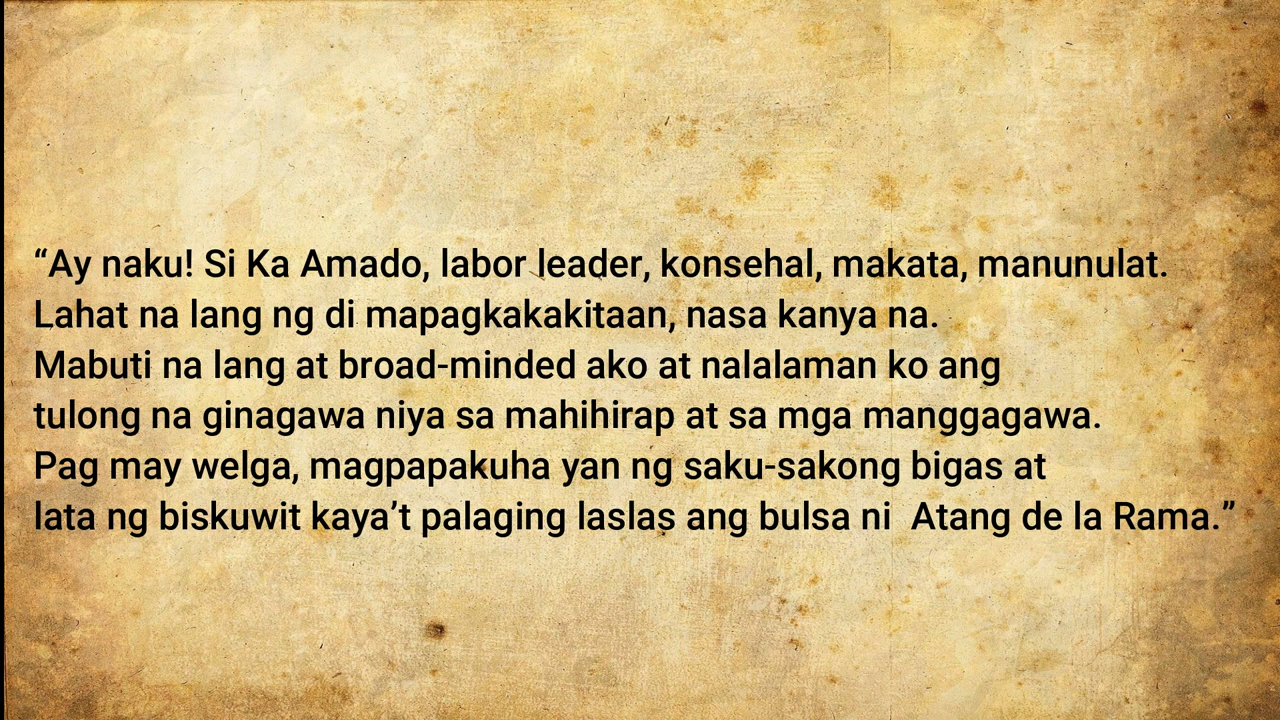 “Ay naku! Si Ka Amado, labor leader, konsehal, makata, manunulat.
Lahat na lang ng di mapagkakakitaan, nasa kanya na.
Mabuti na lang at broad-minded ako at nalalaman ko ang
tulong na ginagawa niya sa mahihirap at sa mga manggagawa.
Pag may welga, magpapakuha yan ng saku-sakong bigas at
lata ng biskuwit kaya’t palaging laslas ang bulsa ni  Atang de la Rama.”